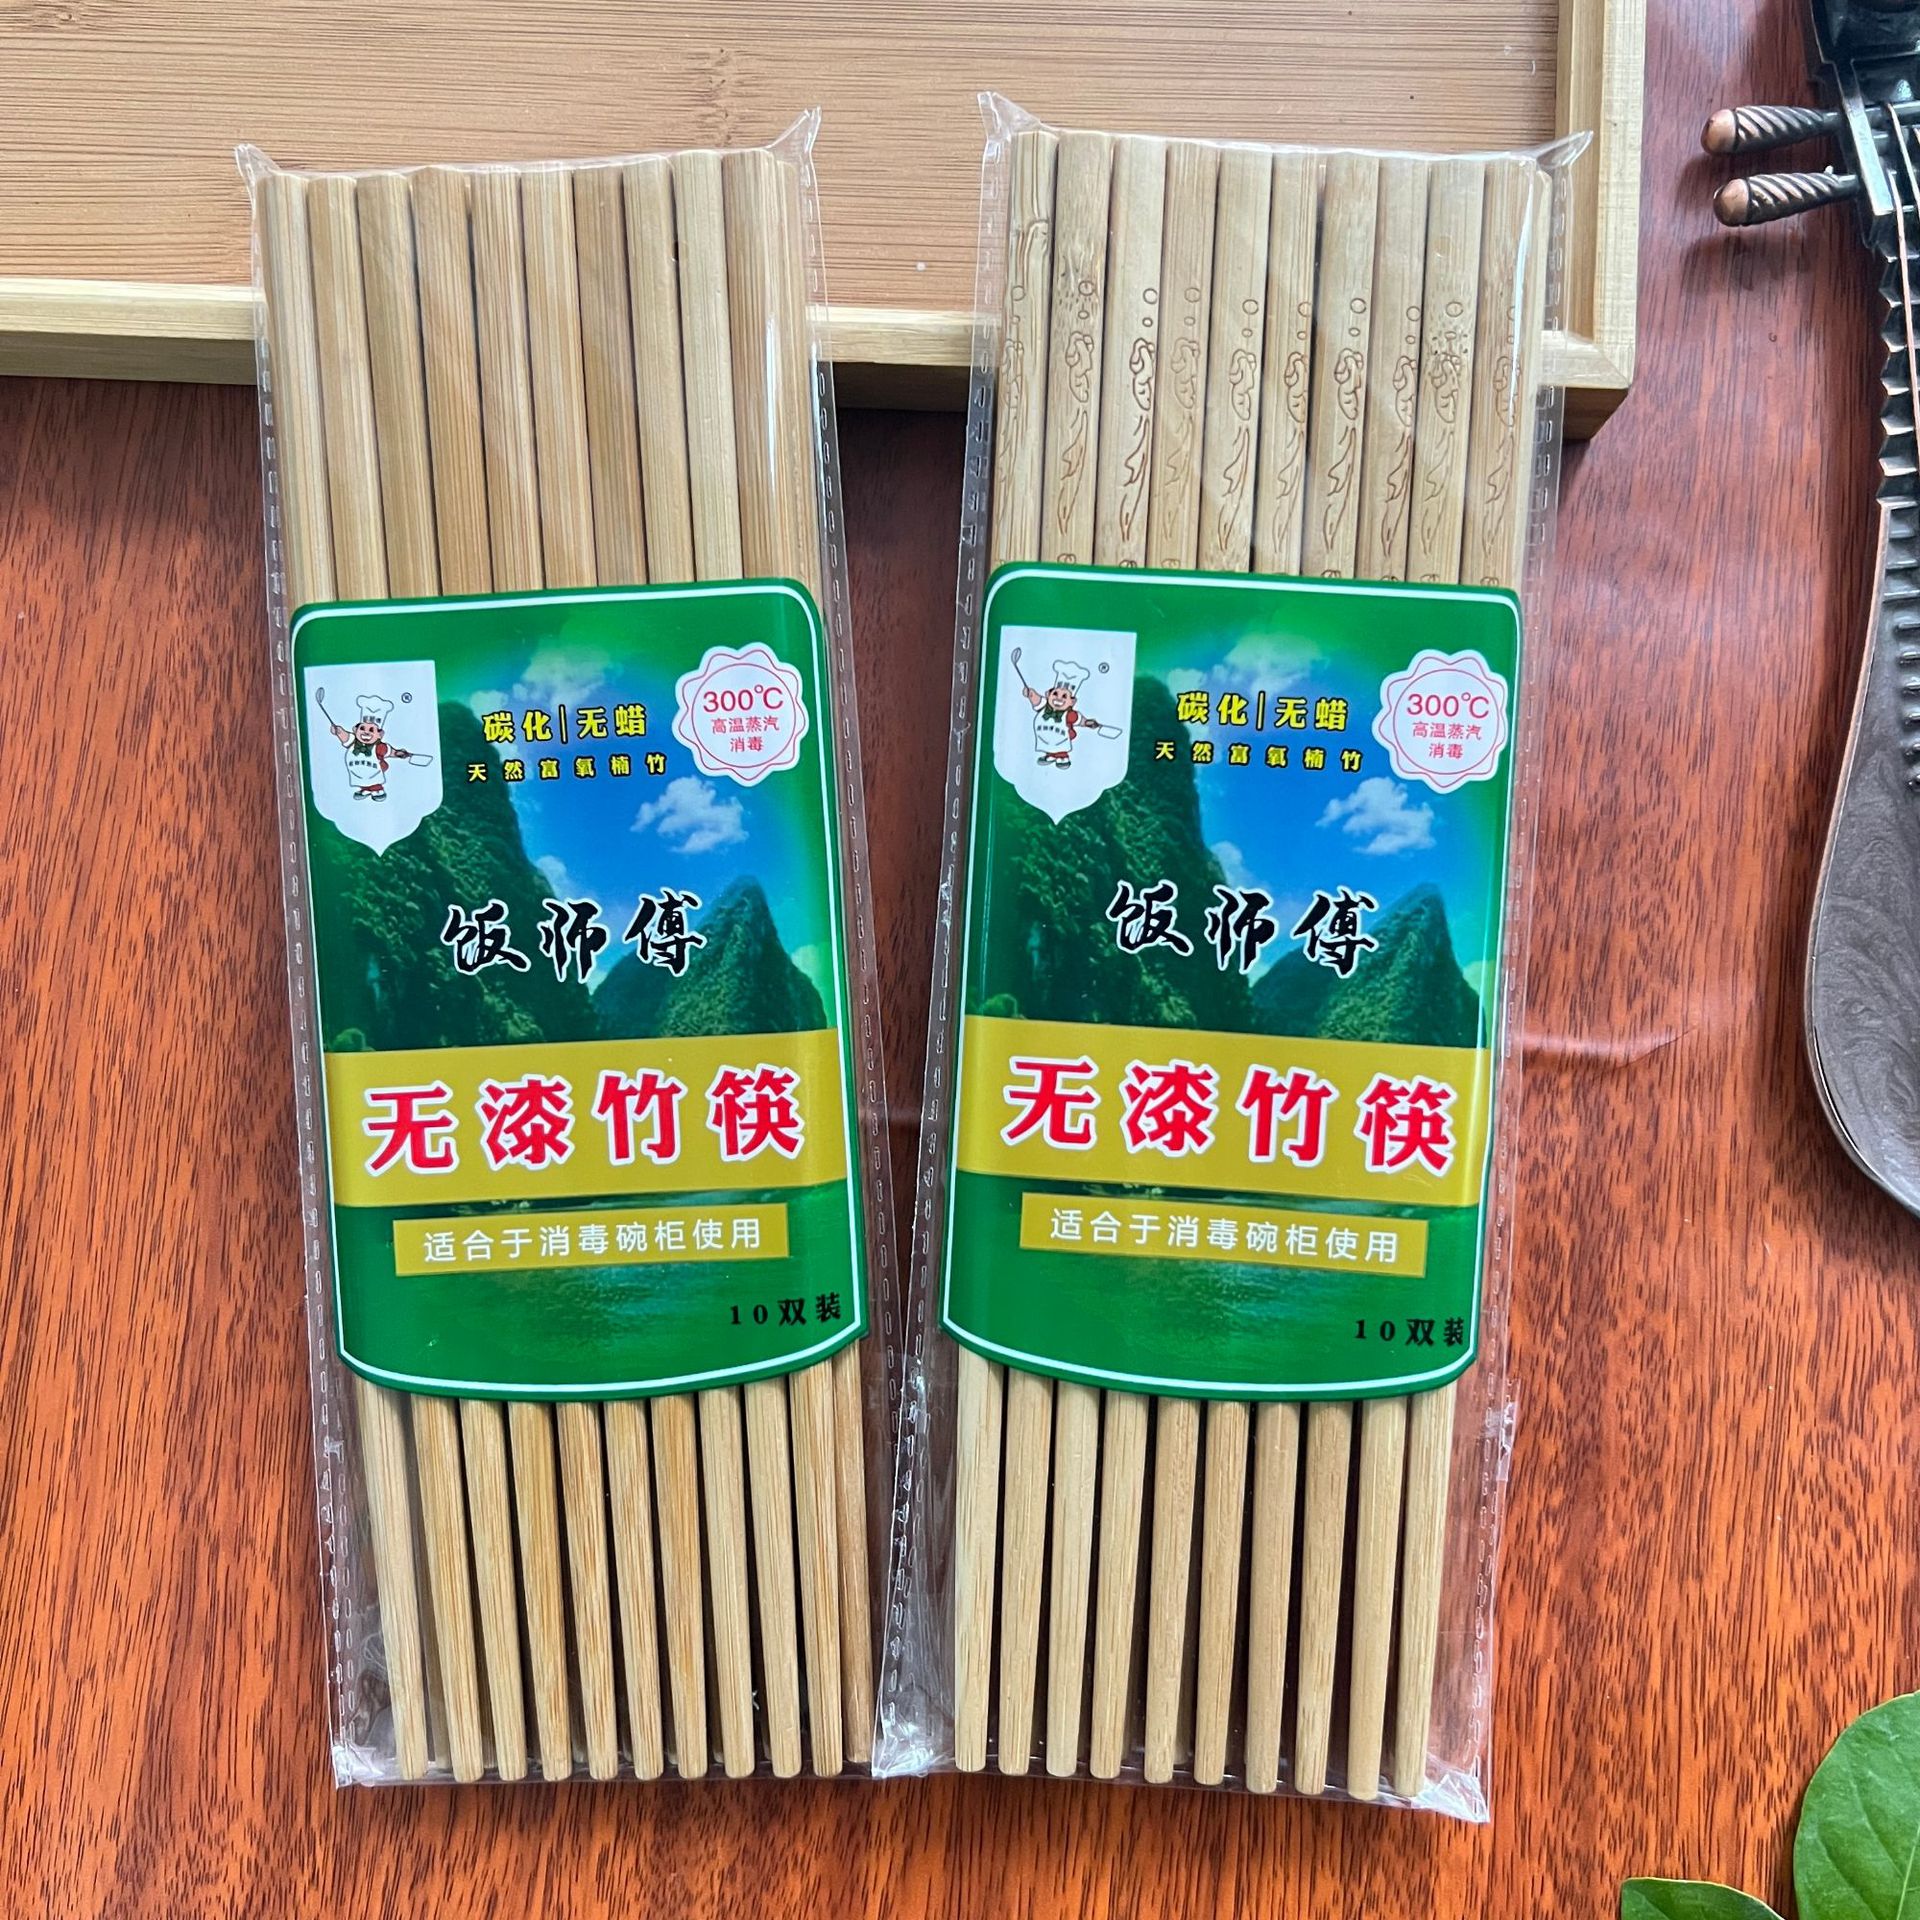 碳化|无蜡
天然富氧楠竹
300℃
高温蒸汽
消毒
饭师傅
无漆竹筷
适合于消毒碗柜使用
10双装
碳化|无蜡
天然富氧楠竹
300℃
高温蒸汽
消毒
饭师傅
无漆竹筷
适合于消毒碗柜使用
10双装